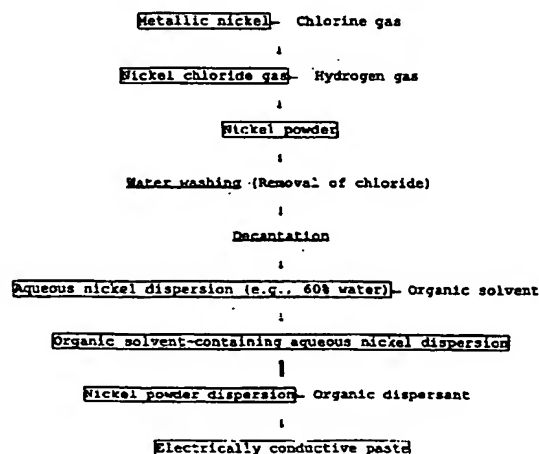 Metallic nickel Chlorine gas
Nickel chloride gas Hydrogen gas
Nickel powder
Water washing (Removal of chloride)
Decantation
Aqueous nickel dispersion (e.g., 60% water) Organic solvent
Organic solvent-containing aqueous nickel dispersion
Nickel powder dispersion Organic dispersant
Electrically conductive paste